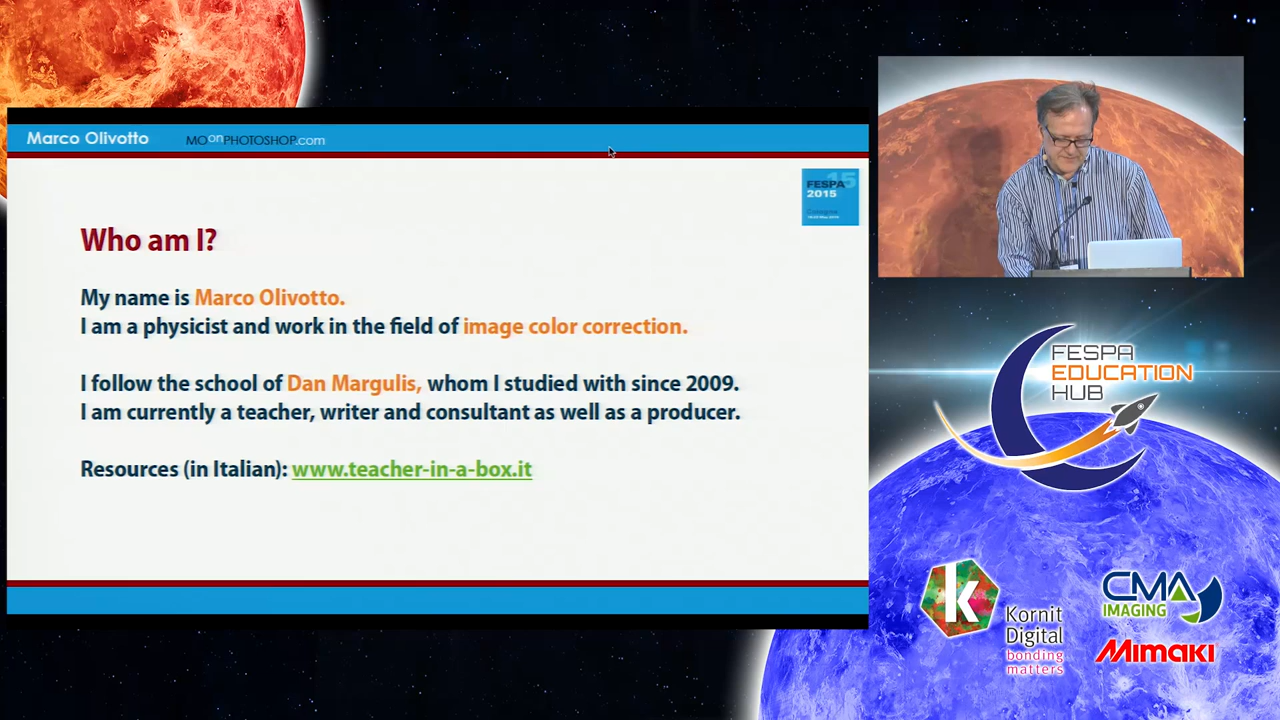 Marco Olivotto
MOonPHOTOSHOP.com
FESPA 15
2015
Who am I?
My name is Marco Olivotto.
I am a physicist and work in the field of image color correction.
I follow the school of Dan Margulis, whom I studied with since 2009.
I am currently a teacher, writer and consultant as well as a producer.
Resources (in Italian): www.teacher-in-a-box.it
FESPA
EDUCATION
HUB
k
Kornit
Digital
bonding
matters
CMA
IMAGING
Mimaki